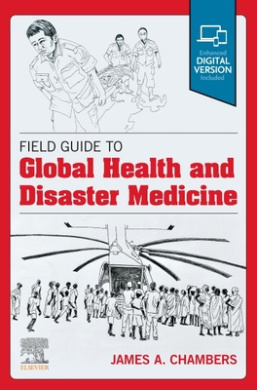 Enhanced
DIGITAL
VERSION
Included
FIELD GUIDE TO
Global Health and
Disaster Medicine
ELSEVIER
JAMES A. CHAMBERS